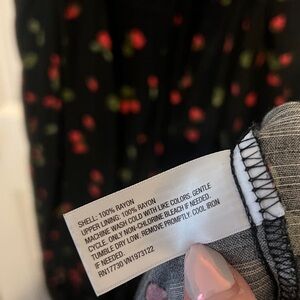 SHELL: 100% RAYON
UPPER LINING: 100% RAYON
MACHINE WASH COLD WITH LIKE COLORS. GENTLE
CYCLE. ONLY NON-CHLORINE BLEACH IF NEEDED.
TUMBLE DRY LOW. REMOVE PROMPTLY. COOL IRON
IF NEEDED.
RN17730 VN1973122